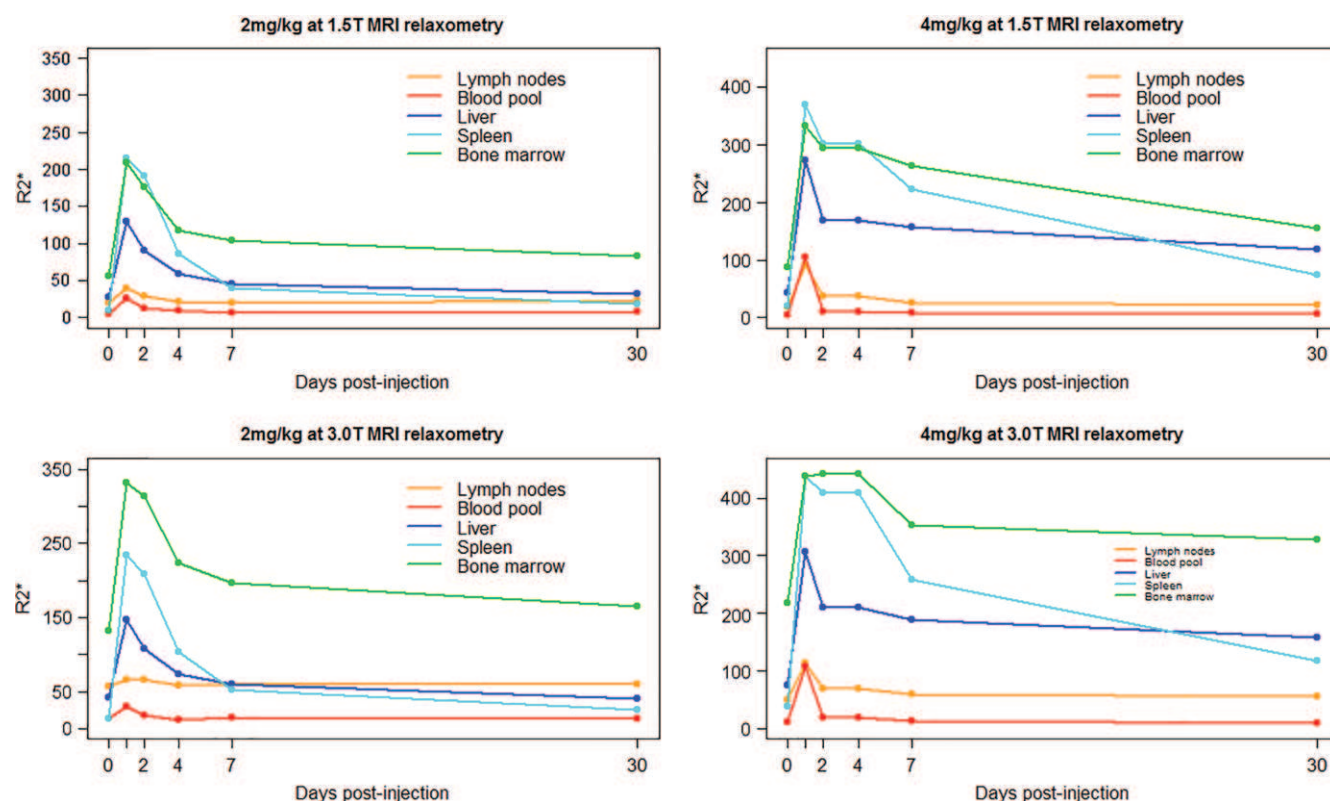 2mg/kg at 1.5T MRI relaxometry
350
300
250
200
150
100
50
0
R2*
Lymph nodes
Blood pool
Liver
Spleen
Bone marrow
0
2
4
7
30
Days post-injection
4mg/kg at 1.5T MRI relaxometry
400
300
200
100
0
R2*
Lymph nodes
Blood pool
Liver
Spleen
Bone marrow
0
2
4
7
30
Days post-injection
2mg/kg at 3.0T MRI relaxometry
350
250
150
50
0
R2*
Lymph nodes
Blood pool
Liver
Spleen
Bone marrow
0
2
4
7
30
Days post-injection
4mg/kg at 3.0T MRI relaxometry
400
300
200
100
0
R2*
Lymph nodes
Blood pool
Liver
Spleen
Bone marrow
0
2
4
7
30
Days post-injection